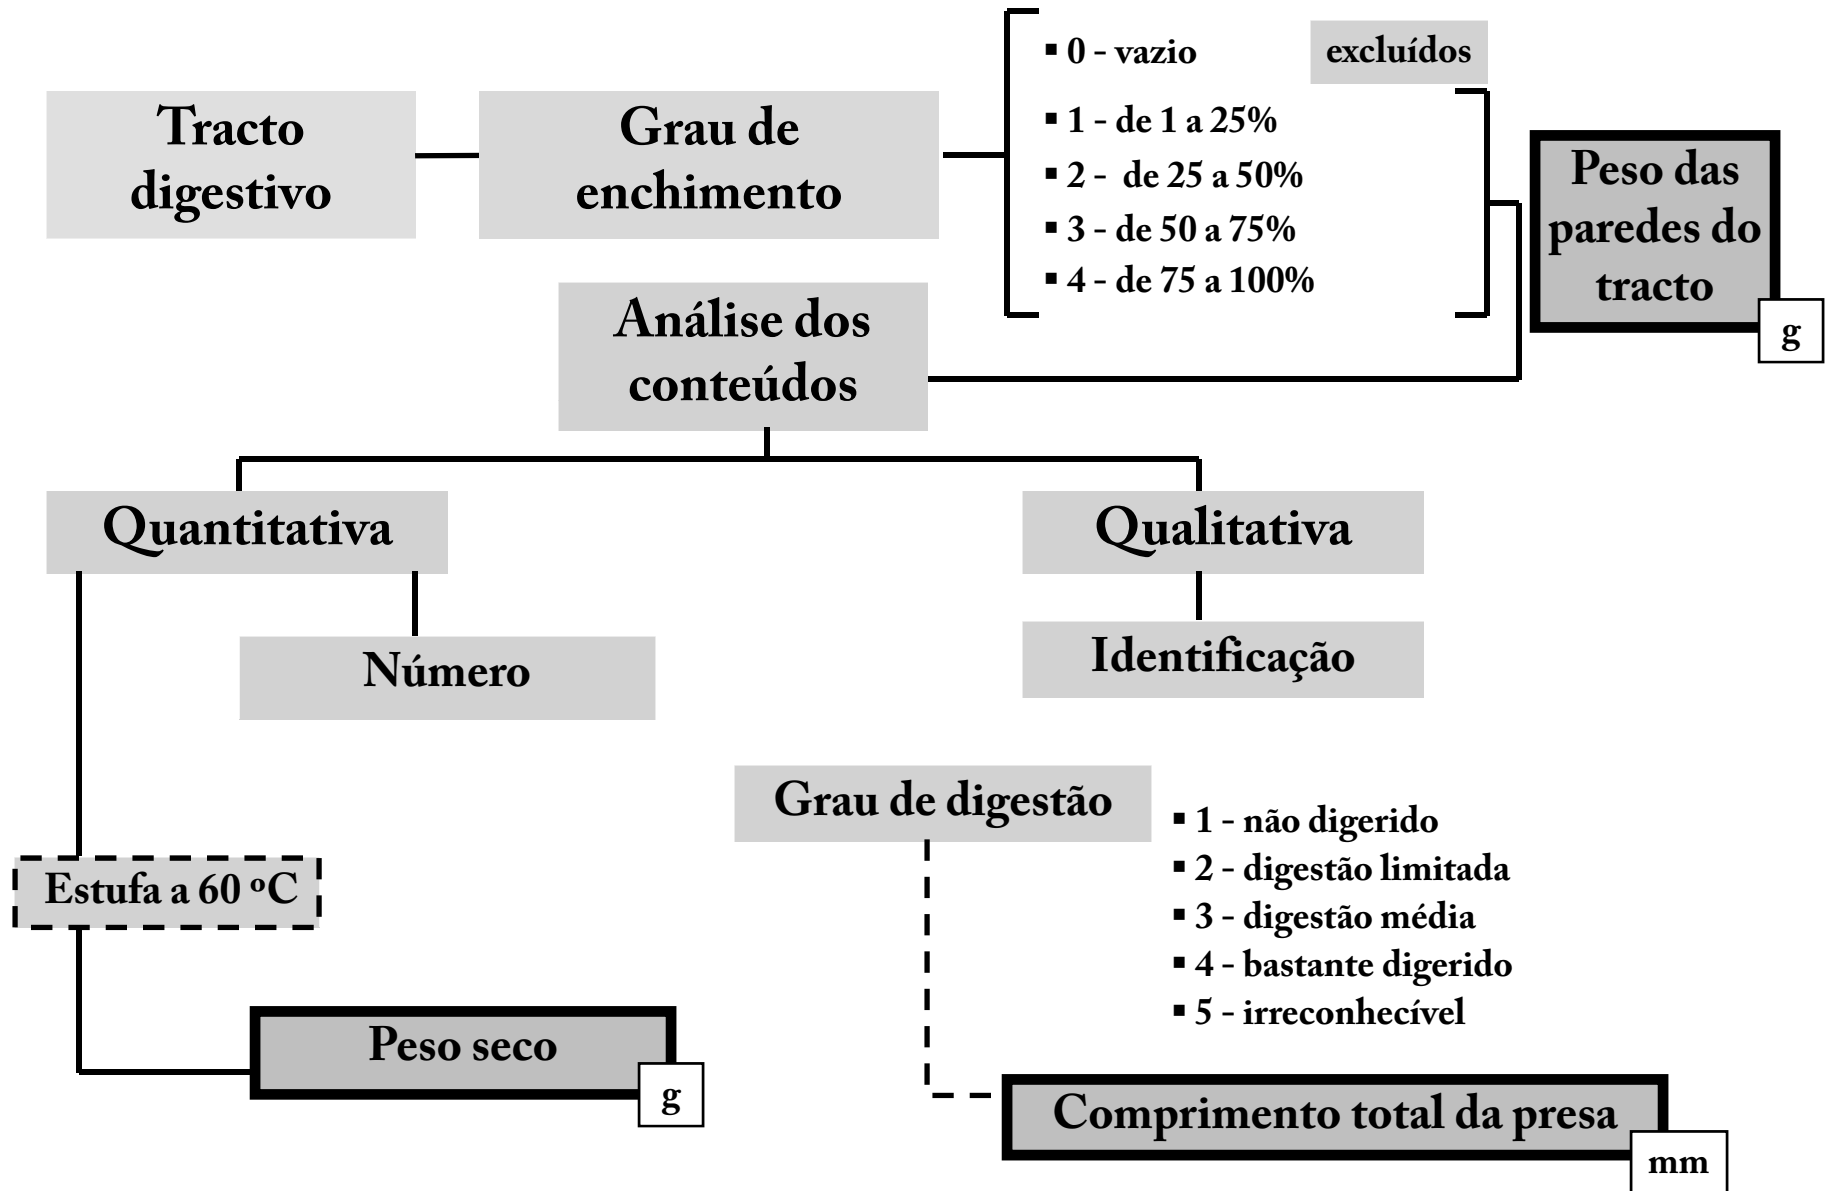 Tracto
digestivo
Grau de
enchimento
▪ 0 - vazio
excluídos
▪ 1 - de 1 a 25%
▪ 2 - de 25 a 50%
▪ 3 - de 50 a 75%
▪ 4 - de 75 a 100%
Peso das
paredes do
tracto
g
Análise dos
conteúdos
Quantitativa
Qualitativa
Número
Identificação
Grau de digestão
▪ 1 - não digerido
▪ 2 - digestão limitada
▪ 3 - digestão média
▪ 4 - bastante digerido
▪ 5 - irreconhecível
Estufa a 60 ºC
Peso seco
g
Comprimento total da presa
mm